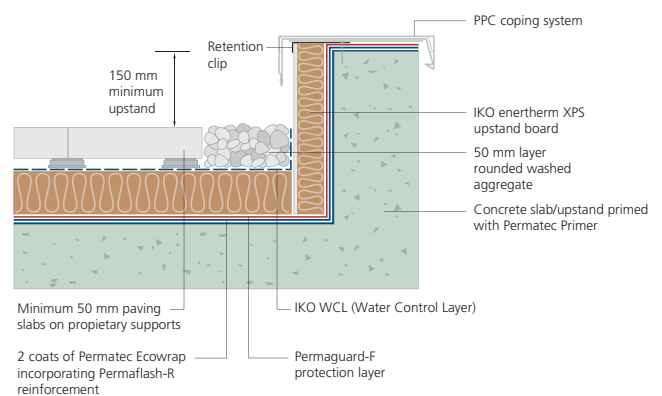 PPC coping system
Retention
clip
150 mm
minimum
upstand
IKO enertherm XPS
upstand board
50 mm layer
rounded washed
aggregate
Concrete slab/upstand primed
with Permatec Primer
Minimum 50 mm paving
slabs on propietary supports
IKO WCL (Water Control Layer)
2 coats of Permatec Ecowrap
incorporating Permaflash-R
reinforcement
Permaguard-F
protection layer